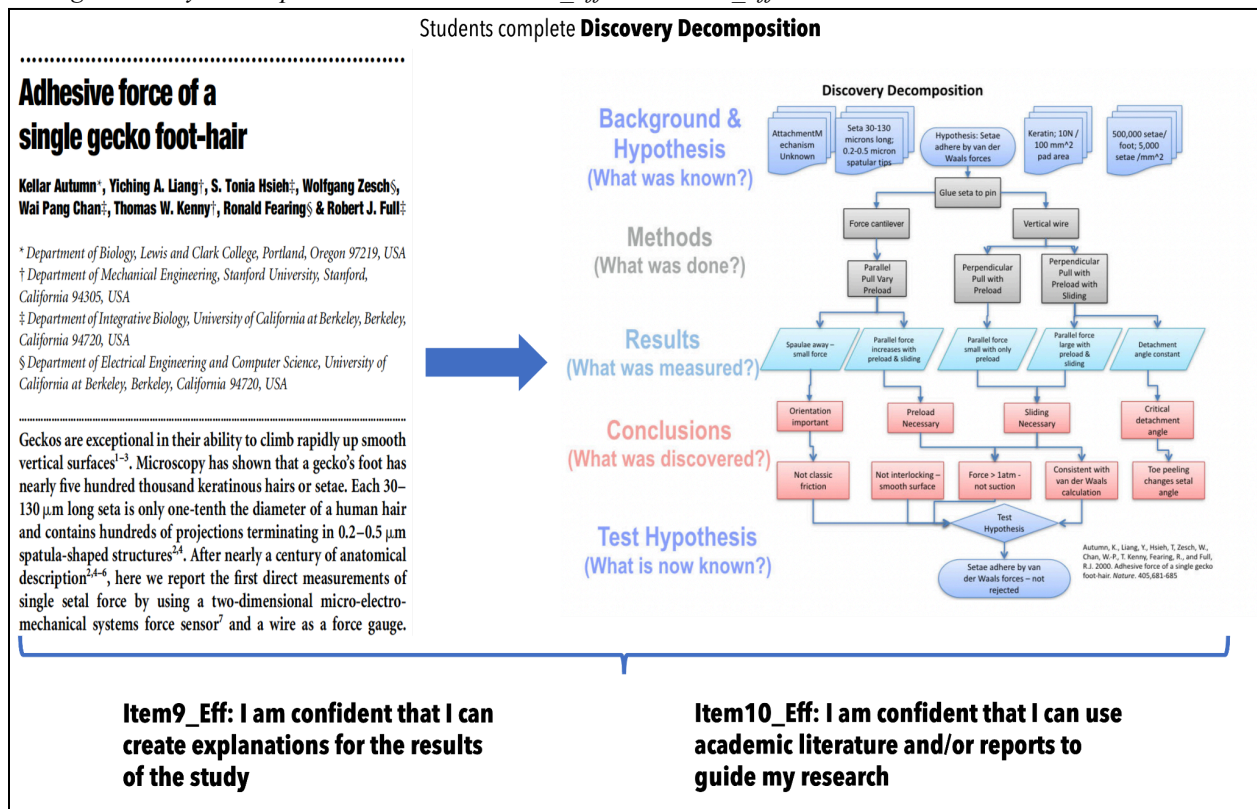 Students complete Discovery Decomposition
Adhesive force of a
single gecko foot-hair
Kellar Autumn*, Yiching A. Liang†, S. Tonia Hsieh‡, Wolfgang Zesch§,
Wai Pang Chan‡, Thomas W. Kenny†, Ronald Fearing§ & Robert J. Full‡
* Department of Biology, Lewis and Clark College, Portland, Oregon 97219, USA
† Department of Mechanical Engineering, Stanford University, Stanford,
California 94305, USA
‡ Department of Integrative Biology, University of California at Berkeley, Berkeley,
California 94720, USA
§ Department of Electrical Engineering and Computer Science, University of
California at Berkeley, Berkeley, California 94720, USA
Geckos are exceptional in their ability to climb rapidly up smooth
vertical surfaces1–3. Microscopy has shown that a gecko's foot has
nearly five hundred thousand keratinous hairs or setae. Each 30–
130 μm long seta is only one-tenth the diameter of a human hair
and contains hundreds of projections terminating in 0.2–0.5 μm
spatula-shaped structures2,4. After nearly a century of anatomical
description2,4–6, here we report the first direct measurements of
single setal force by using a two-dimensional micro-electro-
mechanical systems force sensor7 and a wire as a force gauge.
Discovery Decomposition
Background &
Hypothesis
(What was known?)
AttachmentM
echanism
Unknown
Seta 30-130
microns long;
0.2-0.5 micron
spatular tips
Hypothesis: Setae
adhere by van der
Waals forces
Keratin; 10N /
100 mm^2
pad area
500,000 setae/
foot; 5,000
setae /mm^2
Glue seta to pin
Methods
(What was done?)
Force cantilever
Vertical wire
Parallel
Pull Vary
Preload
Perpendicular
Pull with
Preload
Perpendicular
Pull with
Preload with
Sliding
Results
(What was measured?)
Spaulae away –
small force
Parallel force
increases with
preload & sliding
Parallel force
small with only
preload
Parallel force
large with
preload &
sliding
Detachment
angle constant
Conclusions
(What was discovered?)
Orientation
important
Preload
Necessary
Sliding
Necessary
Critical
detachment
angle
Not classic
friction
Not interlocking –
smooth surface
Force > 1atm -
not suction
Consistent with
van der Waals
calculation
Toe peeling
changes setal
angle
Test Hypothesis
(What is now known?)
Test
Hypothesis
Setae adhere by van
der Waals forces – not
rejected
Autumn, K., Liang, Y., Hsieh, T, Zesch, W.,
Chan, W.-P., T. Kenny, Fearing, R., and Full,
R.J. 2000. Adhesive force of a single gecko
foot-hair. Nature. 405,681-685
Item9_Eff: I am confident that I can
create explanations for the results
of the study
Item10_Eff: I am confident that I can use
academic literature and/or reports to
guide my research